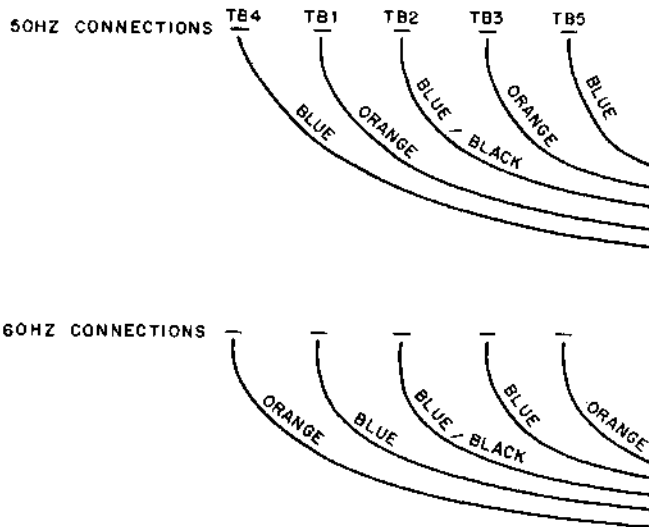 50HZ CONNECTIONS TB4 TB1 TB2 TB3 TB5
BLUE
ORANGE
BLUE / BLACK
ORANGE
BLUE
60HZ CONNECTIONS
ORANGE
BLUE
BLUE / BLACK
BLUE
ORANGE